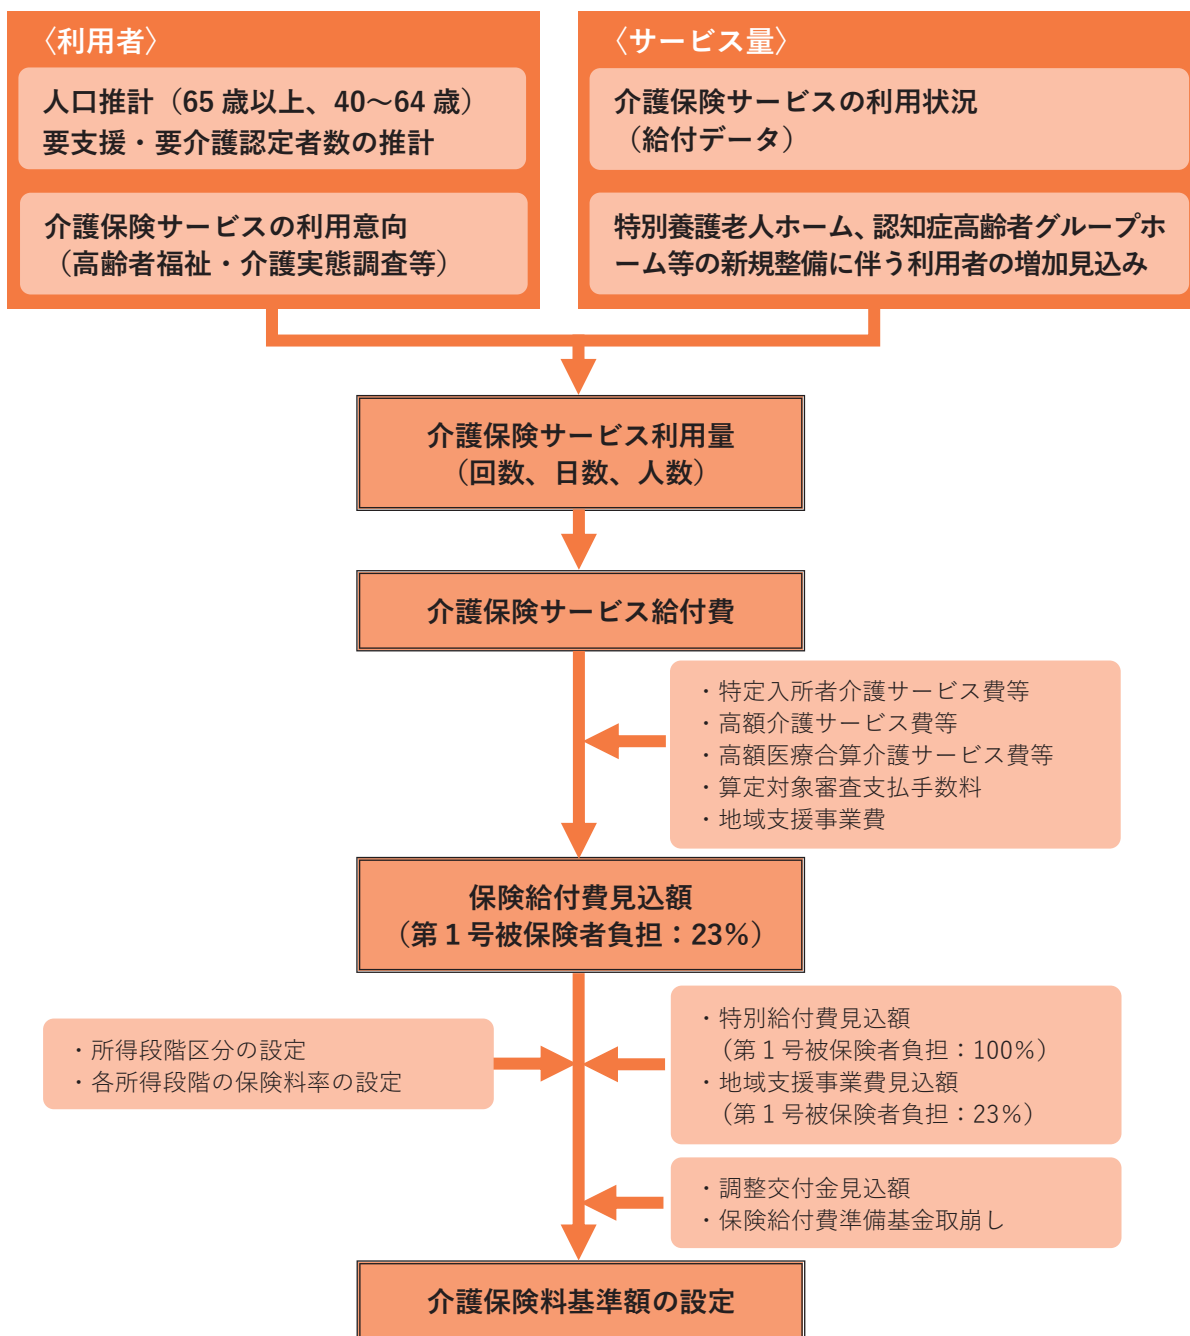 〈利用者〉
人口推計（65 歳以上、40～64 歳）
要支援・要介護認定者数の推計
介護保険サービスの利用意向
（高齢者福祉・介護実態調査等）
〈サービス量〉
介護保険サービスの利用状況
（給付データ）
特別養護老人ホーム、認知症高齢者グループホ
ーム等の新規整備に伴う利用者の増加見込み
介護保険サービス利用量
（回数、日数、人数）
介護保険サービス給付費
・特定入所者介護サービス費等
・高額介護サービス費等
・高額医療合算介護サービス費等
・算定対象審査支払手数料
・地域支援事業費
保険給付費見込額
（第１号被保険者負担：23％）
・所得段階区分の設定
・各所得段階の保険料率の設定
・特別給付費見込額
（第１号被保険者負担：100％）
・地域支援事業費見込額
（第１号被保険者負担：23％）
・調整交付金見込額
・保険給付費準備基金取崩し
介護保険料基準額の設定